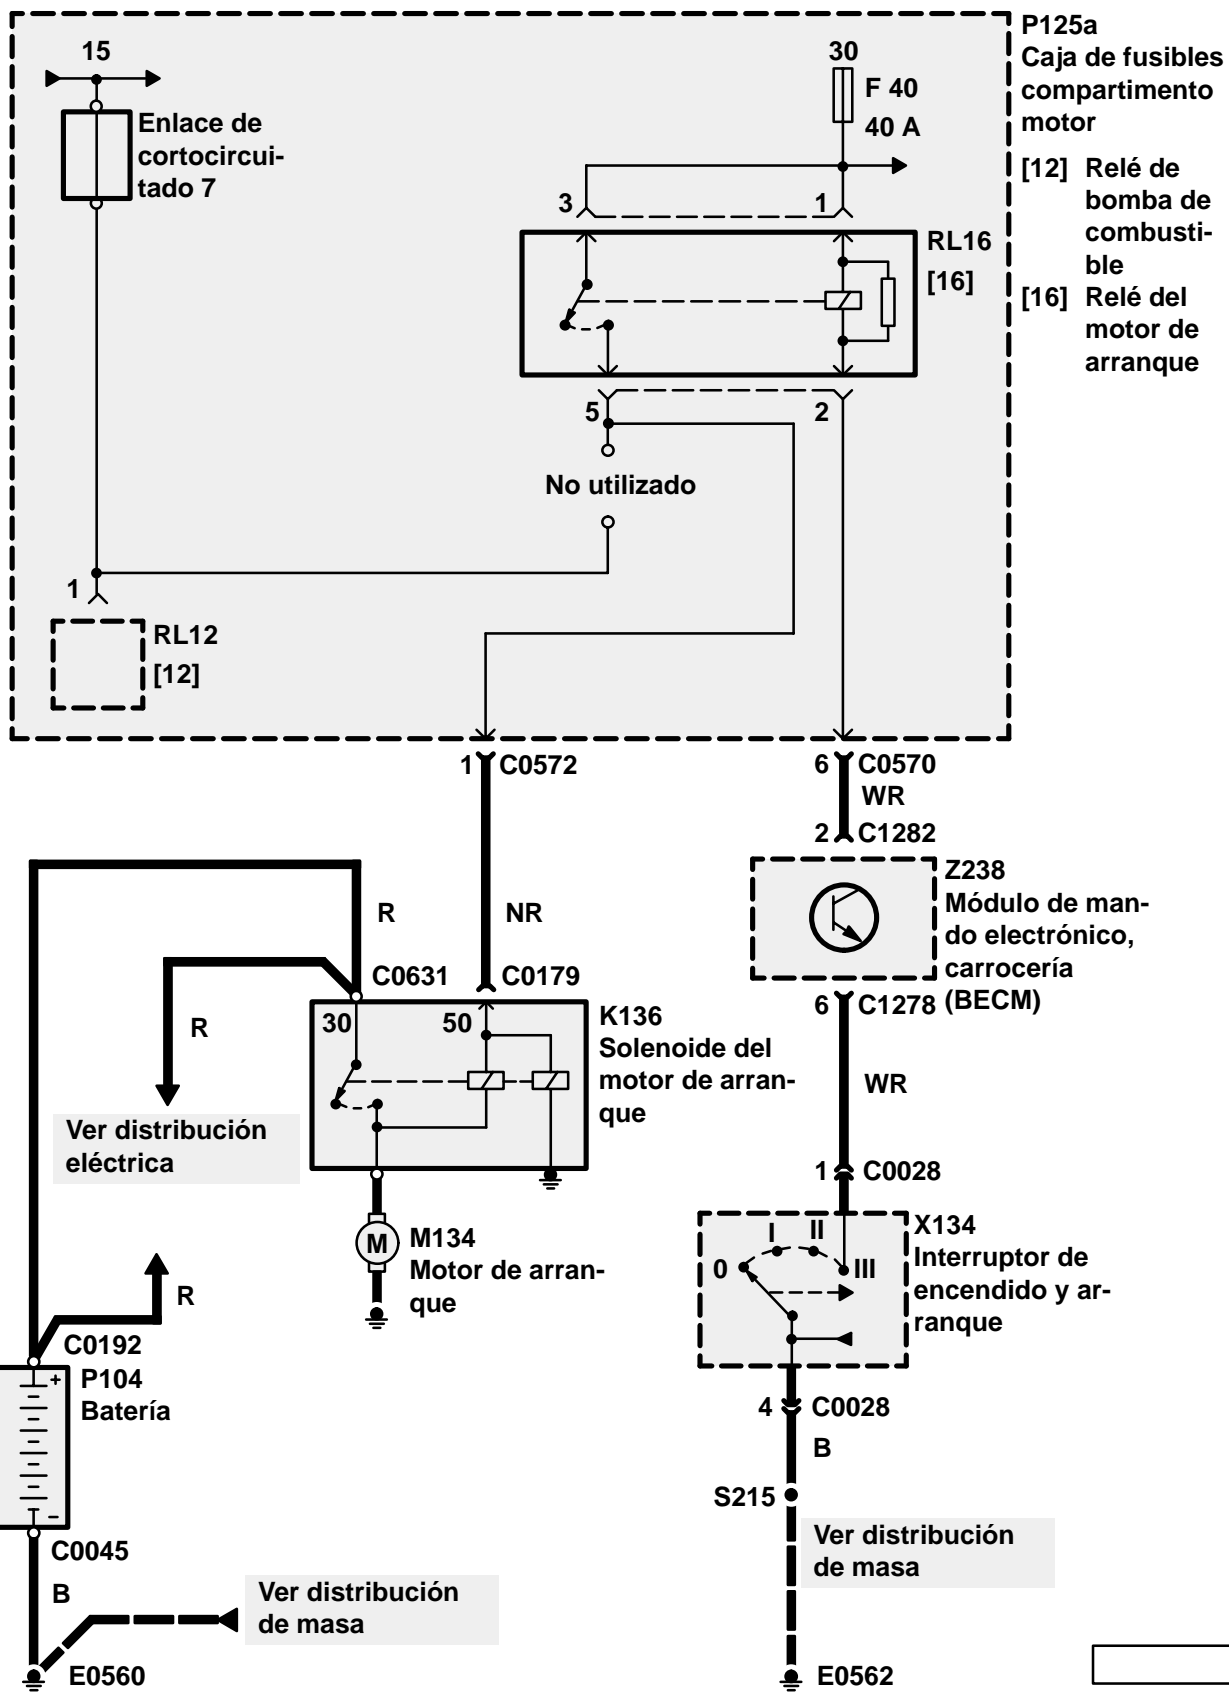 P125a
Caja de fusibles
compartimento
motor
[12] Relé de
bomba de
combusti-
ble
[16] Relé del
motor de
arranque
15
Enlace de
cortocircui-
tado 7
30
F 40
40 A
3
1
RL16
[16]
5
2
No utilizado
1
RL12
[12]
1 C0572
6 C0570
WR
2 C1282
Z238
Módulo de man-
do electrónico,
carrocería
(BECM)
R
NR
C0631
C0179
6 C1278
R
30
50
K136
Solenoide del
motor de arran-
que
WR
Ver distribución
eléctrica
1 C0028
M
M134
Motor de arran-
que
X134
Interruptor de
encendido y ar-
ranque
0
I
II
III
R
C0192
P104
Batería
+
–
4 C0028
B
S215
Ver distribución
de masa
C0045
B
Ver distribución
de masa
E0560
E0562